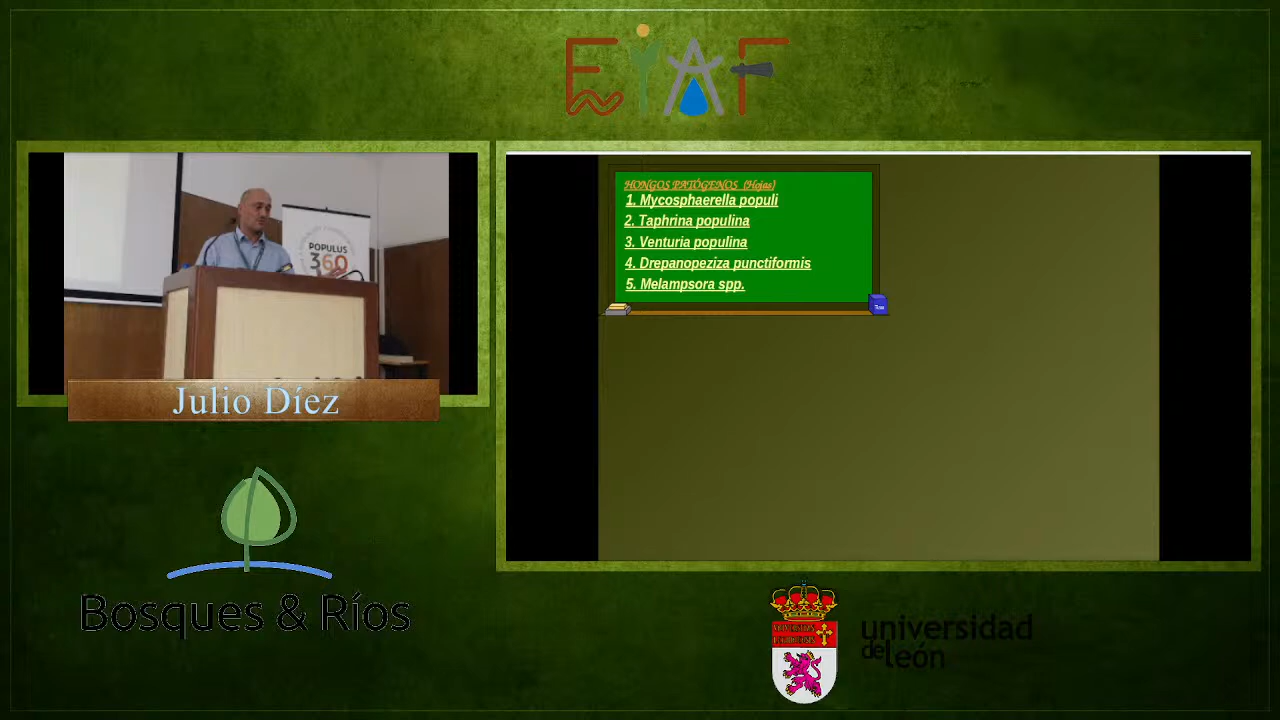 EIAF
POPULUS
360
Julio Díez
HONGOS PATÓGENOS (Hojas)
1. Mycosphaerella populi
2. Taphrina populina
3. Venturia populina
4. Drepanopeziza punctiformis
5. Melampsora spp.
Bosques & Ríos
universidad
de león